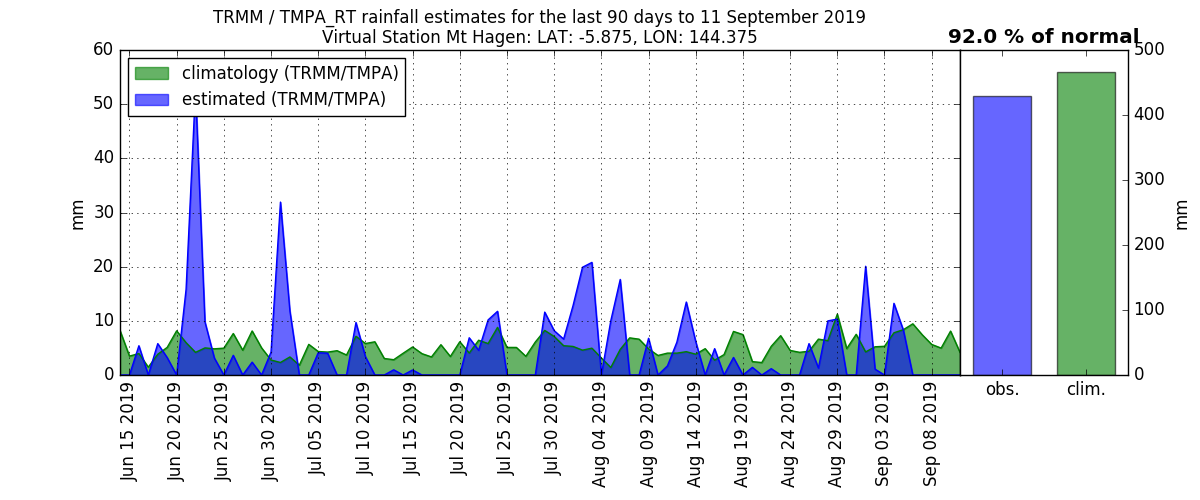 TRMM / TMPA_RT rainfall estimates for the last 90 days to 11 September 2019
Virtual Station Mt Hagen: LAT: -5.875, LON: 144.375
92.0 % of normal
climatology (TRMM/TMPA)
estimated (TRMM/TMPA)
60
50
40
30
20
10
0
mm
Jun 15 2019
Jun 20 2019
Jun 25 2019
Jun 30 2019
Jul 05 2019
Jul 10 2019
Jul 15 2019
Jul 20 2019
Jul 25 2019
Jul 30 2019
Aug 04 2019
Aug 09 2019
Aug 14 2019
Aug 19 2019
Aug 24 2019
Aug 29 2019
Sep 03 2019
Sep 08 2019
500
400
300
200
100
0
mm
obs.
clim.